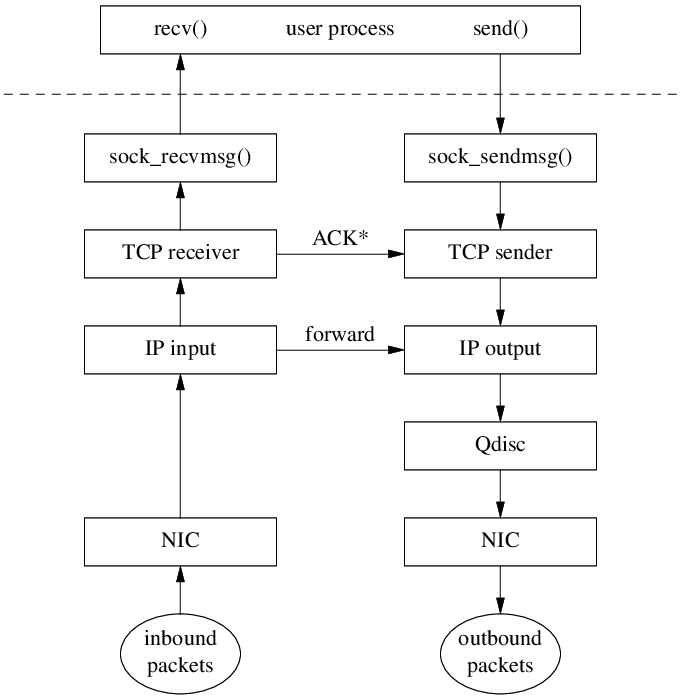 recv() user process send()
sock_recvmsg() sock_sendmsg()
TCP receiver ACK* TCP sender
IP input forward IP output
Qdisc
NIC NIC
inbound packets
outbound packets